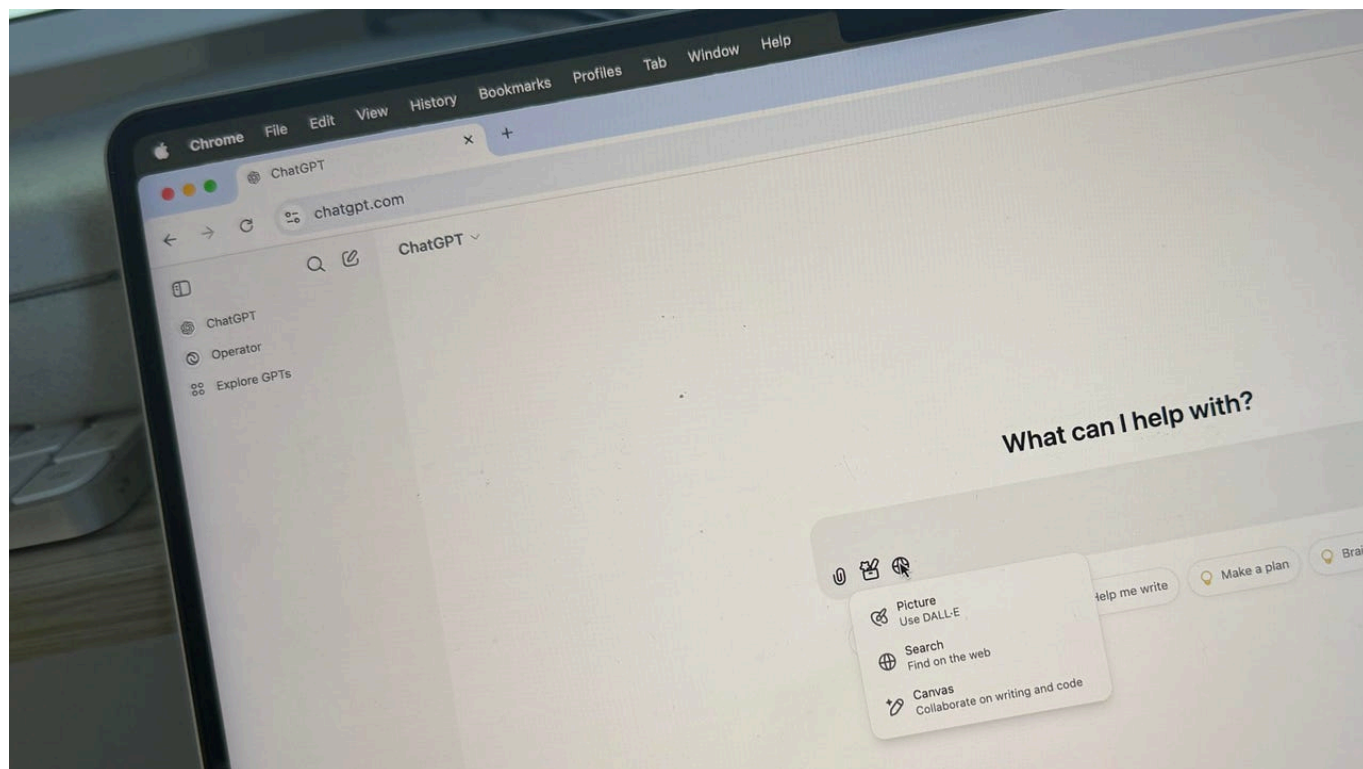 Chrome File Edit View History Bookmarks Profiles Tab Window Help
ChatGPT
chatgpt.com
ChatGPT
ChatGPT
Operator
Explore GPTs
What can I help with?
Help me write
Make a plan
Brai
Picture
Use DALL·E
Search
Find on the web
Canvas
Collaborate on writing and code